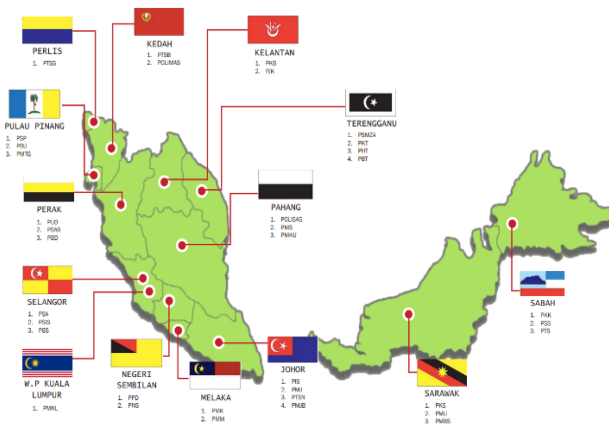 PERLIS
1. PTSS
KEDAH
1. PTSB
2. POLIMAS
KELANTAN
1. PKB
2. PJK
PULAU PINANG
1. PSP
2. PBU
3. PMTG
TERENGGANU
1. PSMZA
2. PKT
3. PHT
4. PBT
PERAK
1. PUO
2. PSAS
3. PBD
PAHANG
1. POLISAS
2. PMS
3. PMKU
SELANGOR
1. PSA
2. PSIS
3. PBS
SABAH
1. PKK
2. PSS
3. PTS
W.P KUALA
LUMPUR
1. PMKL
NEGERI
SEMBILAN
1. PPD
2. PNS
MELAKA
1. PMK
2. PMM
JOHOR
1. PIS
2. PMJ
3. PTSN
4. PMJB
SARAWAK
1. PKS
2. PMU
3. PMBS